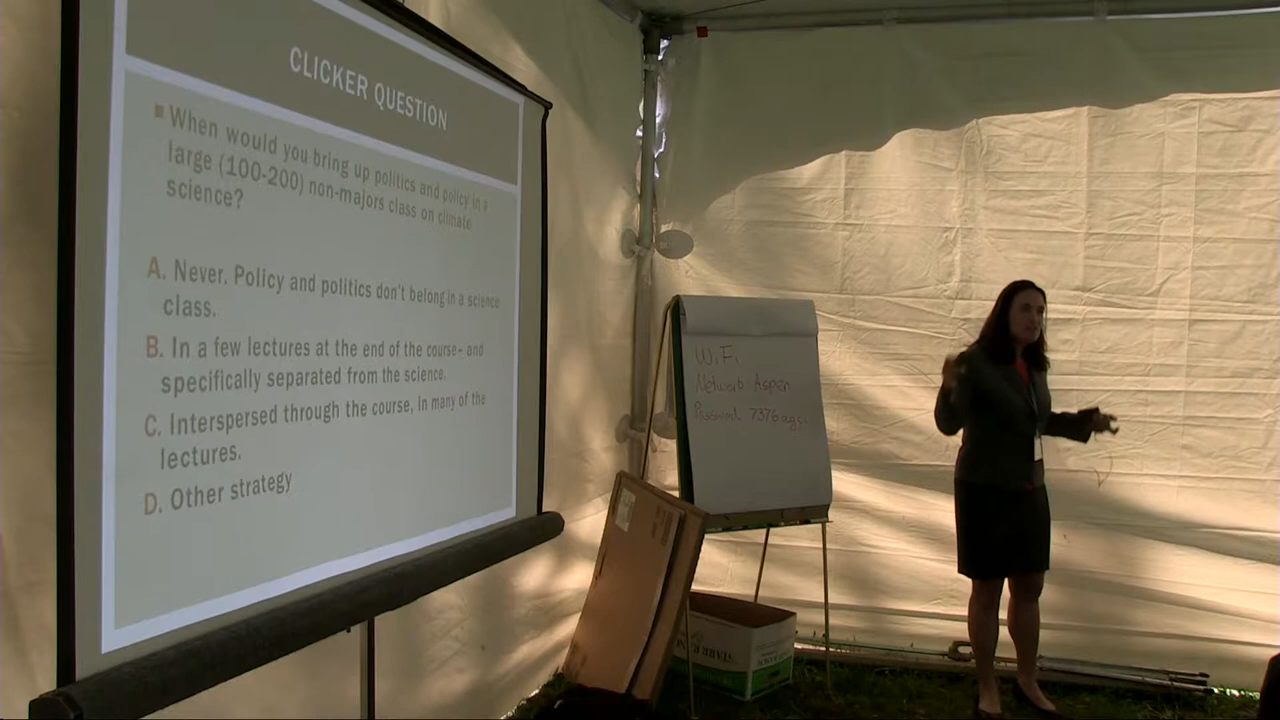 CLICKER QUESTION
When would you bring up politics and policy in a
large (100-200) non-majors class on climate
science?
A. Never. Policy and politics don't belong in a science
class.
B. In a few lectures at the end of the course- and
specifically separated from the science.
C. Interspersed through the course, in many of the
lectures.
D. Other strategy
WiFi
Network Aspen
Password